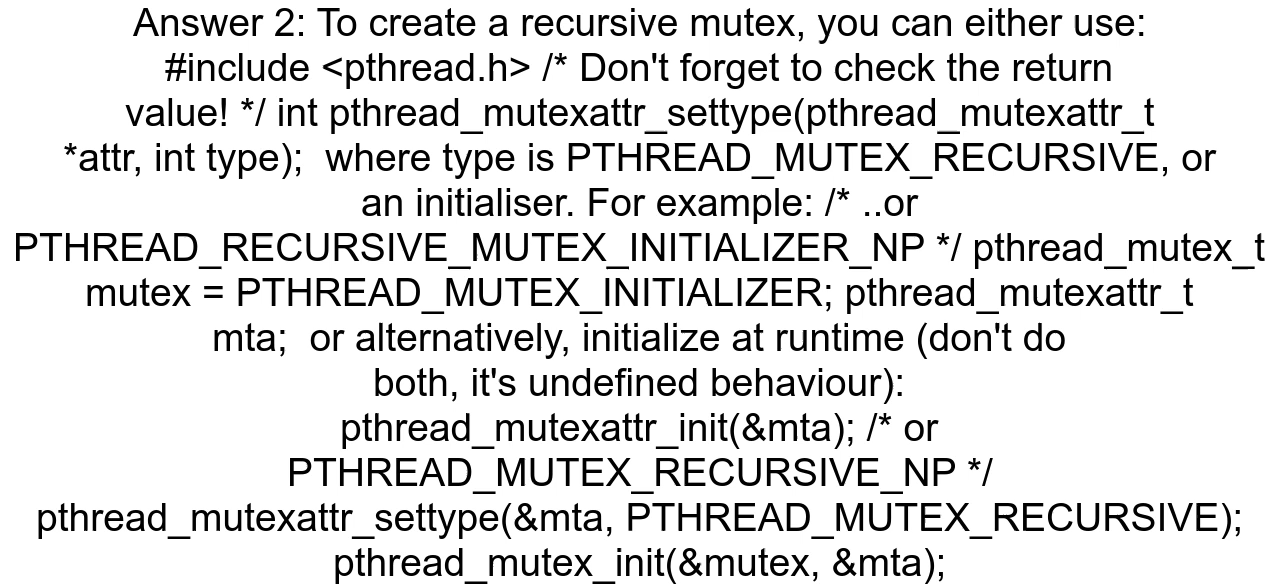 Answer 2: To create a recursive mutex, you can either use:
#include <pthread.h> /* Don't forget to check the return
value! */ int pthread_mutexattr_settype(pthread_mutexattr_t
*attr, int type);  where type is PTHREAD_MUTEX_RECURSIVE, or
an initialiser. For example: /* ..or
PTHREAD_RECURSIVE_MUTEX_INITIALIZER_NP */ pthread_mutex_t
mutex = PTHREAD_MUTEX_INITIALIZER; pthread_mutexattr_t
mta;  or alternatively, initialize at runtime (don't do
both, it's undefined behaviour):
pthread_mutexattr_init(&mta); /* or
PTHREAD_MUTEX_RECURSIVE_NP */
pthread_mutexattr_settype(&mta, PTHREAD_MUTEX_RECURSIVE);
pthread_mutex_init(&mutex, &mta);